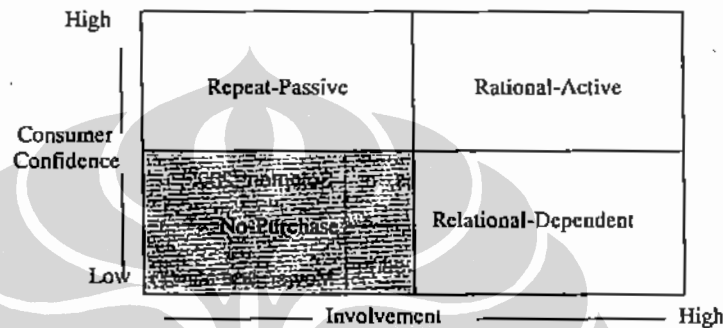 High
Repeat-Passive Rational-Active
Consumer
Confidence
No-Purchase Relational-Dependent
Low
Involvement High